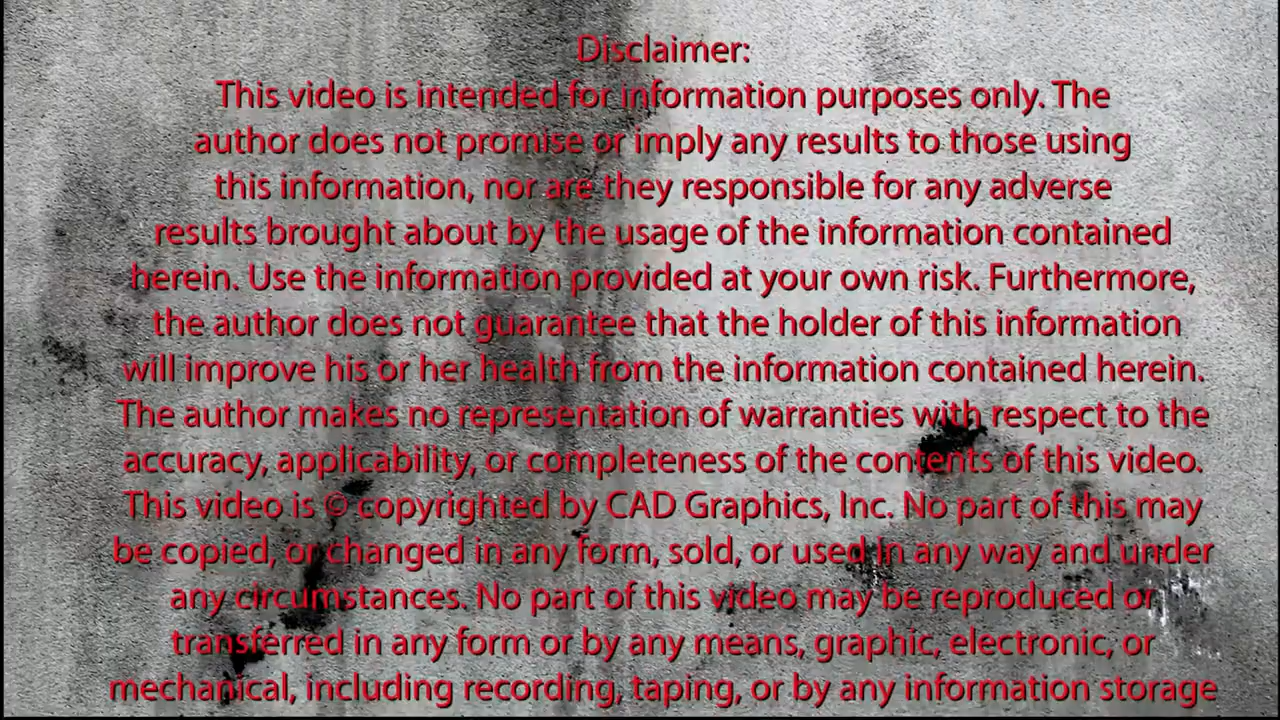 Disclaimer:
This video is intended for information purposes only. The
author does not promise or imply any results to those using
this information, nor are they responsible for any adverse
results brought about by the usage of the information contained
herein. Use the information provided at your own risk. Furthermore,
the author does not guarantee that the holder of this information
will improve his or her health from the information contained herein.
The author makes no representation of warranties with respect to the
accuracy, applicability, or completeness of the contents of this video.
This video is © copyrighted by CAD Graphics, Inc. No part of this may
be copied, or changed in any form, sold, or used in any way and under
any circumstances. No part of this video may be reproduced or
transferred in any form or by any means, graphic, electronic, or
mechanical, including recording, taping, or by any information storage